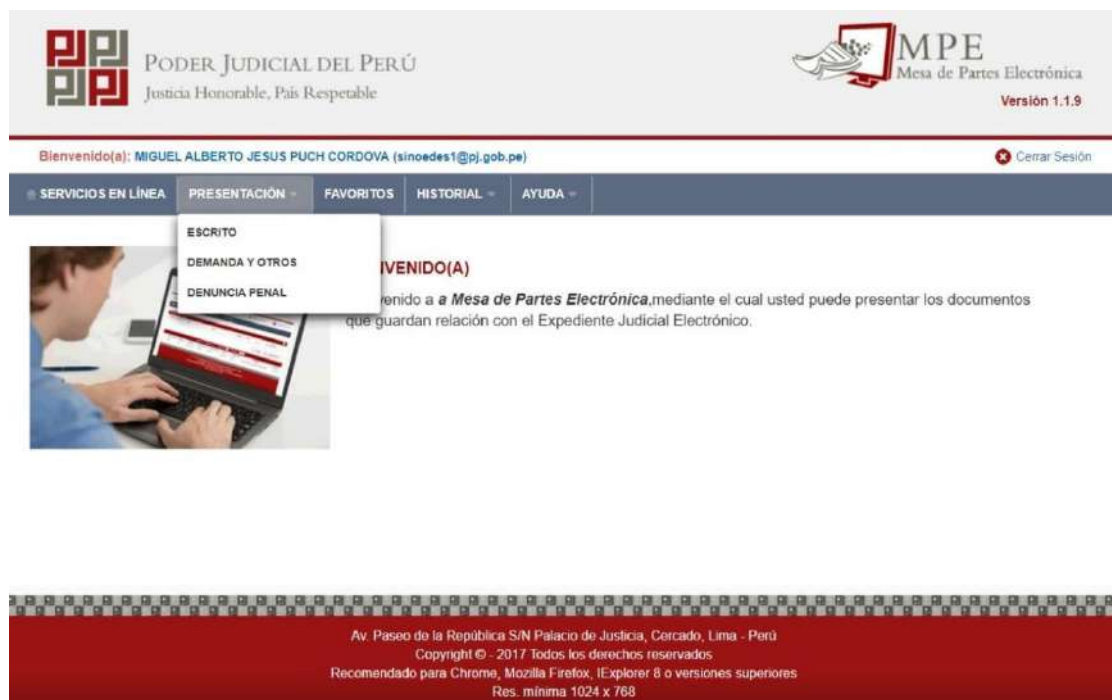 PODER JUDICIAL DEL PERÚ
Justicia Honorable, País Respetable
MPE
Mesa de Partes Electrónica
Versión 1.1.9
Bienvenido(a): MIGUEL ALBERTO JESUS PUCH CORDOVA (sinoedes1@pj.gob.pe)
Cerrar Sesión
SERVICIOS EN LÍNEA PRESENTACIÓN FAVORITOS HISTORIAL AYUDA
ESCRITO
DEMANDA Y OTROS
DENUNCIA PENAL
VENIDO(A)
enido a a Mesa de Partes Electrónica,mediante el cual usted puede presentar los documentos
que guardan relación con el Expediente Judicial Electrónico.
Av. Paseo de la República S/N Palacio de Justicia, Cercado, Lima - Perú
Copyright © - 2017 Todos los derechos reservados
Recomendado para Chrome, Mozilla Firefox, IExplorer 8 o versiones superiores
Res. mínima 1024 x 768